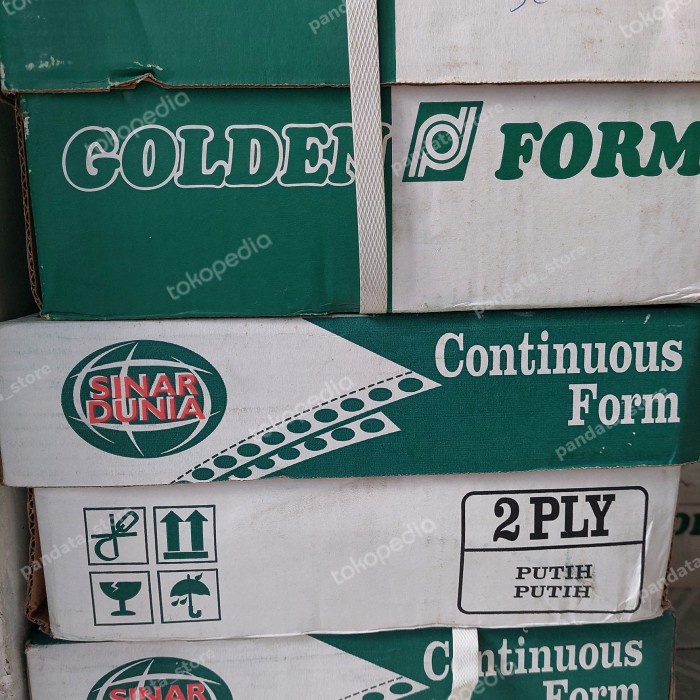 GOLDEN FORM
SINAR
DUNIA
Continuous
Form
2 PLY
PUTIH
PUTIH
SINAR
Continuous
Form
tokopedia
pandata_store